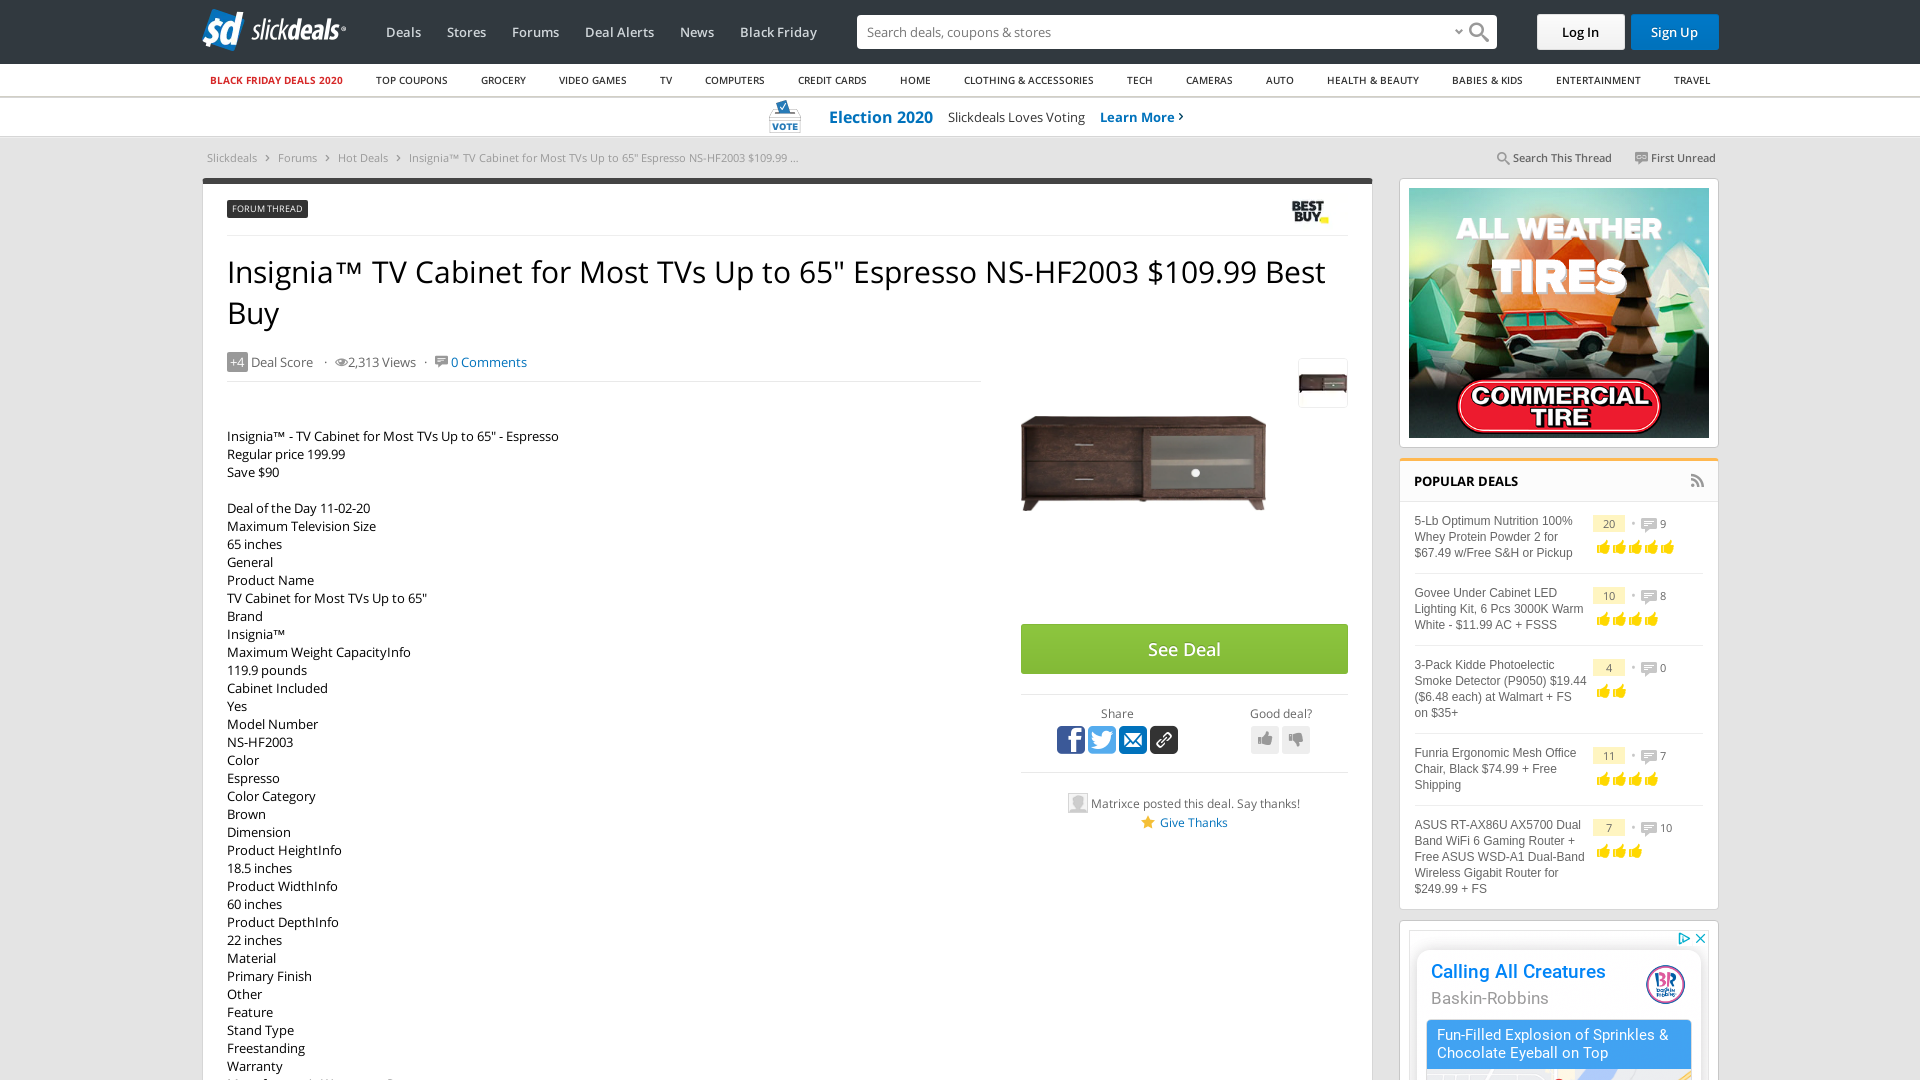 sd slickdeals
Deals Stores Forums Deal Alerts News Black Friday
Search deals, coupons & stores
Log In Sign Up
BLACK FRIDAY DEALS 2020 TOP COUPONS GROCERY VIDEO GAMES TV COMPUTERS CREDIT CARDS HOME CLOTHING & ACCESSORIES TECH CAMERAS AUTO HEALTH & BEAUTY BABIES & KIDS ENTERTAINMENT TRAVEL
VOTE Election 2020 Slickdeals Loves Voting Learn More
Slickdeals > Forums > Hot Deals > Insignia™ TV Cabinet for Most TVs Up to 65" Espresso NS-HF2003 $109.99 ...
Search This Thread First Unread
FORUM THREAD
BEST
BUY
Insignia™ TV Cabinet for Most TVs Up to 65" Espresso NS-HF2003 $109.99 Best
Buy
+4 Deal Score · 2,313 Views · 0 Comments
Insignia™ - TV Cabinet for Most TVs Up to 65" - Espresso
Regular price 199.99
Save $90
Deal of the Day 11-02-20
Maximum Television Size
65 inches
General
Product Name
TV Cabinet for Most TVs Up to 65"
Brand
Insignia™
Maximum Weight CapacityInfo
119.9 pounds
Cabinet Included
Yes
Model Number
NS-HF2003
Color
Espresso
Color Category
Brown
Dimension
Product HeightInfo
18.5 inches
Product WidthInfo
60 inches
Product DepthInfo
22 inches
Material
Primary Finish
Other
Feature
Stand Type
Freestanding
Warranty
See Deal
Share
Good deal?
Matrixce posted this deal. Say thanks!
Give Thanks
ALL WEATHER
TIRES
COMMERCIAL
TIRE
POPULAR DEALS
5-Lb Optimum Nutrition 100%
Whey Protein Powder 2 for
$67.49 w/Free S&H or Pickup
20 • 9
Govee Under Cabinet LED
Lighting Kit, 6 Pcs 3000K Warm
White - $11.99 AC + FSSS
10 • 8
3-Pack Kidde Photoelectic
Smoke Detector (P9050) $19.44
($6.48 each) at Walmart + FS
on $35+
4 • 0
Funria Ergonomic Mesh Office
Chair, Black $74.99 + Free
Shipping
11 • 7
ASUS RT-AX86U AX5700 Dual
Band WiFi 6 Gaming Router +
Free ASUS WSD-A1 Dual-Band
Wireless Gigabit Router for
$249.99 + FS
7 • 10
Calling All Creatures
Baskin-Robbins
BR
baskin
robbins
Fun-Filled Explosion of Sprinkles &
Chocolate Eyeball on Top